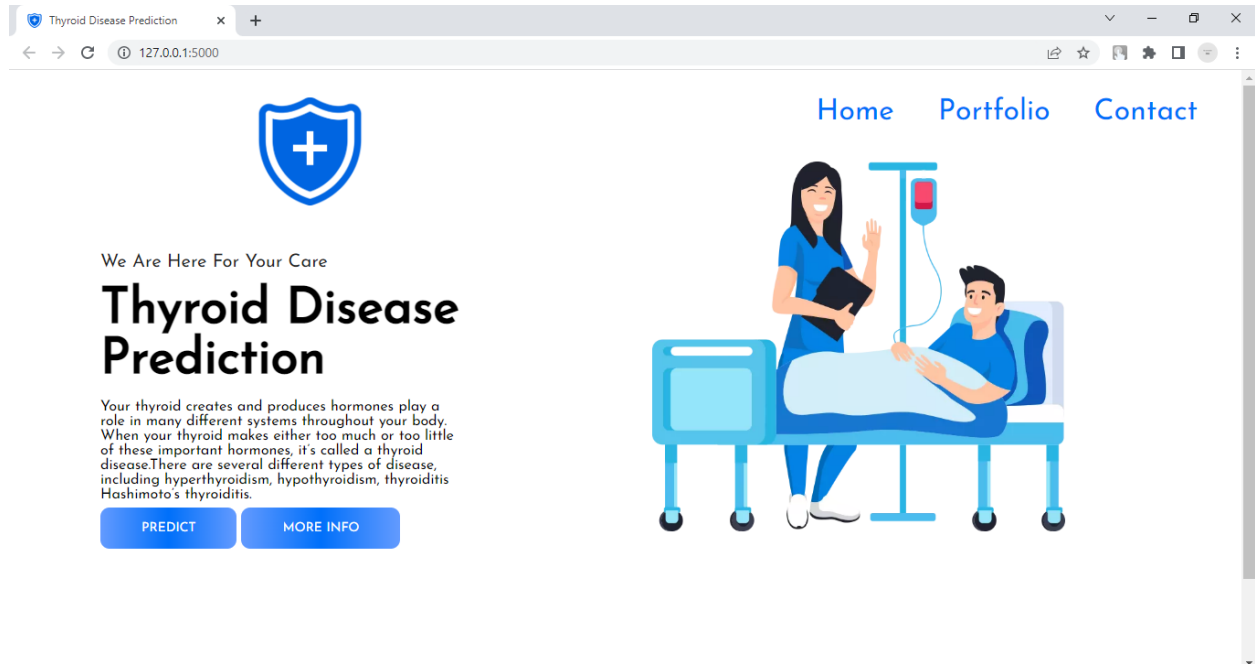 Thyroid Disease Prediction
127.0.0.1:5000
Home Portfolio Contact
We Are Here For Your Care
Thyroid Disease
Prediction
Your thyroid creates and produces hormones play a
role in many different systems throughout your body.
When your thyroid makes either too much or too little
of these important hormones, it's called a thyroid
disease.There are several different types of disease,
including hyperthyroidism, hypothyroidism, thyroiditis
Hashimoto's thyroiditis.
PREDICT MORE INFO